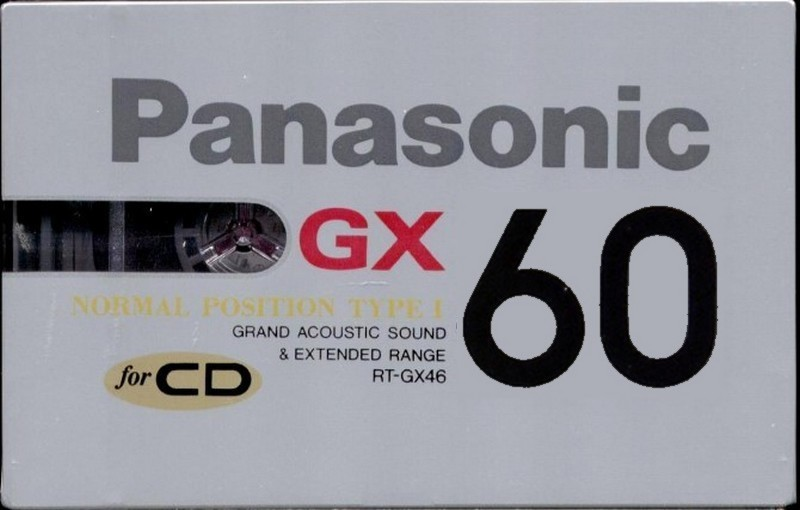 Panasonic
GX 60
NORMAL POSITION TYPE I
GRAND ACOUSTIC SOUND
& EXTENDED RANGE
RT-GX46
for CD